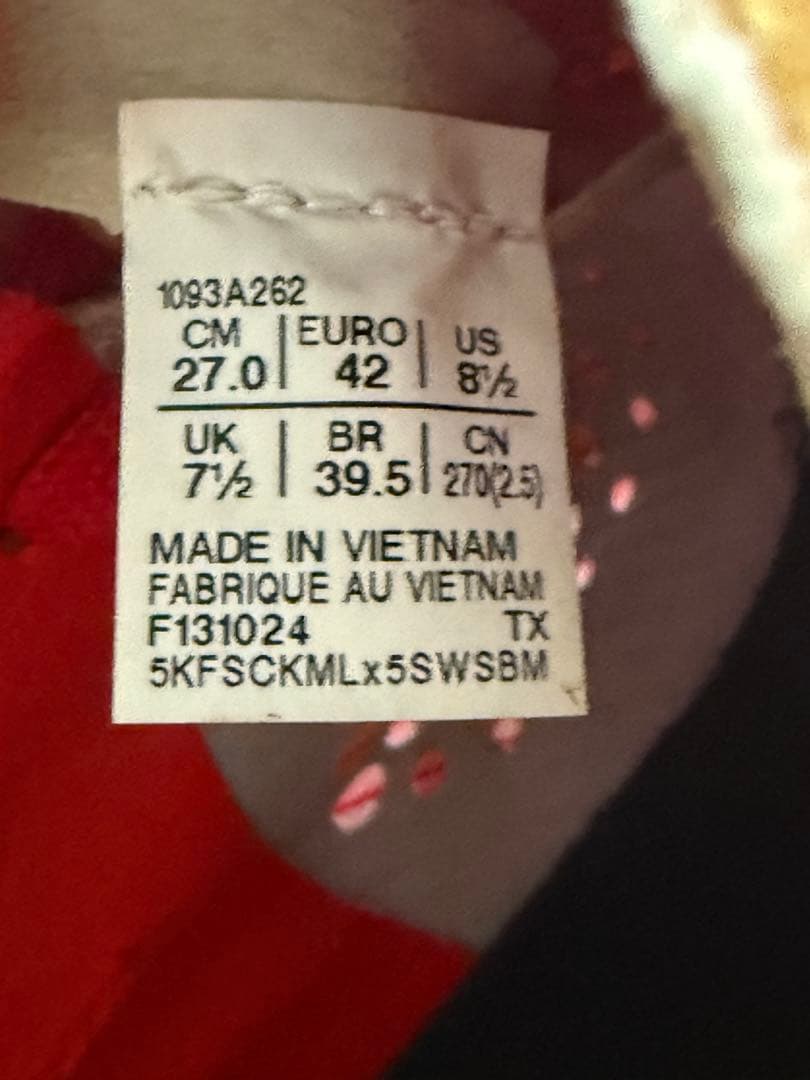 1093A262
CM | EURO | US
27.0 | 42 | 8½
UK | BR | CN
7½ | 39.5 | 270(2.5)
MADE IN VIETNAM
FABRIQUE AU VIETNAM
F131024 TX
5KFSCKMLx5SWSBM